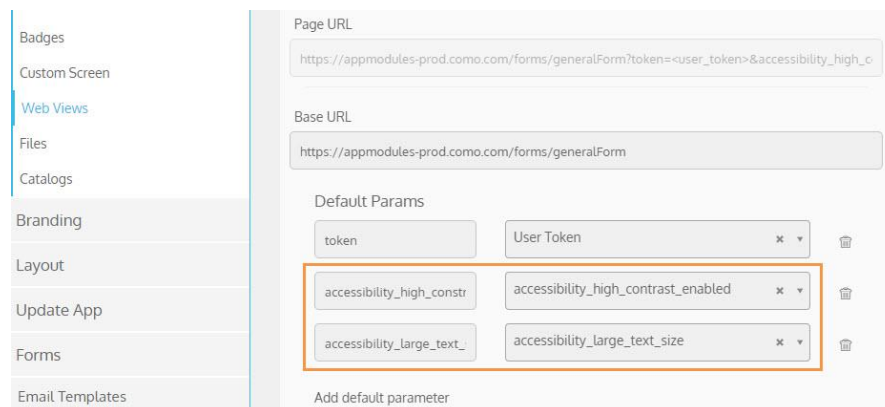 Badges
Custom Screen
Web Views
Files
Catalogs
Branding
Layout
Update App
Forms
Email Templates
Page URL
https://appmodules-prod.como.com/forms/generalForm?token=<user_token>&accessibility_high_c
Base URL
https://appmodules-prod.como.com/forms/generalForm
Default Params
token
User Token
accessibility_high_constr
accessibility_high_contrast_enabled
accessibility_large_text_
accessibility_large_text_size
Add default parameter